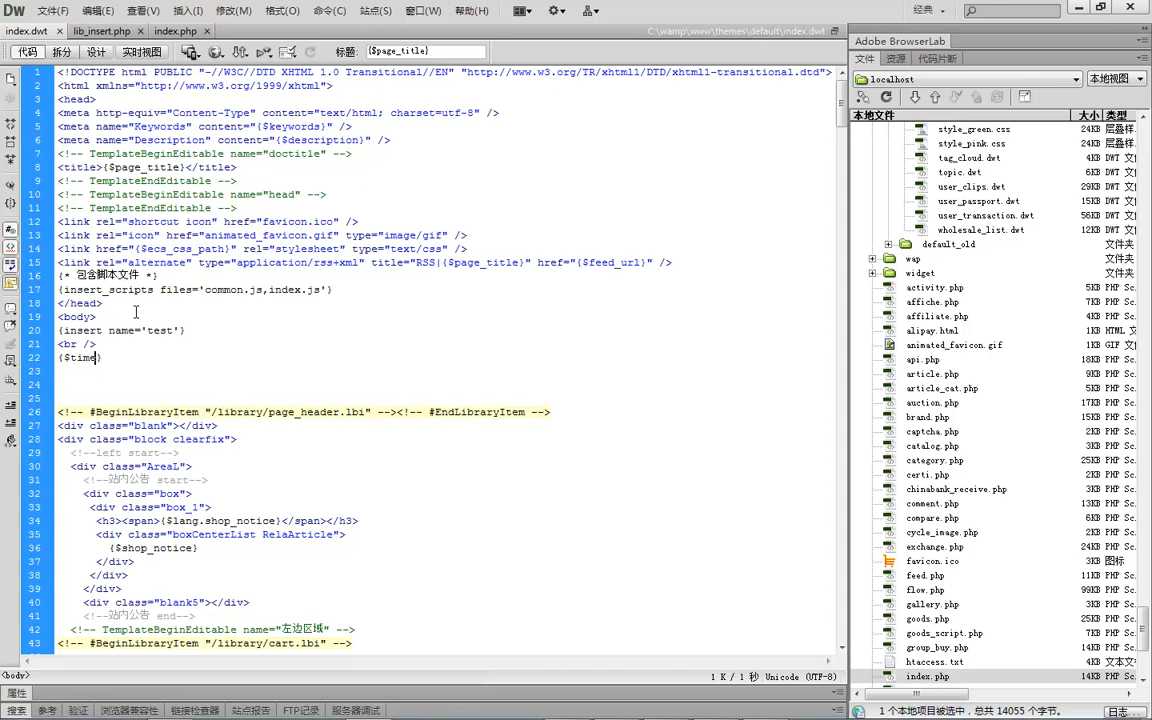 Dw 文件(F) 编辑(E) 查看(V) 插入(I) 修改(M) 格式(O) 命令(C) 站点(S) 窗口(W) 帮助(H) 经典
index.dwt × lib_insert.php × index.php × C:\wamp\www\themes\default\index.dwt
代码 拆分 设计 实时视图 标题: {$page_title}
1 <!DOCTYPE html PUBLIC "-//W3C//DTD XHTML 1.0 Transitional//EN" "http://www.w3.org/TR/xhtml1/DTD/xhtml1-transitional.dtd">
2 <html xmlns="http://www.w3.org/1999/xhtml">
3 <head>
4 <meta http-equiv="Content-Type" content="text/html; charset=utf-8" />
5 <meta name="Keywords" content="{$keywords}" />
6 <meta name="Description" content="{$description}" />
7 <!-- TemplateBeginEditable name="doctitle" -->
8 <title>{$page_title}</title>
9 <!-- TemplateEndEditable -->
10 <!-- TemplateBeginEditable name="head" -->
11 <!-- TemplateEndEditable -->
12 <link rel="shortcut icon" href="favicon.ico" />
13 <link rel="icon" href="animated_favicon.gif" type="image/gif" />
14 <link href="{$ecs_css_path}" rel="stylesheet" type="text/css" />
15 <link rel="alternate" type="application/rss+xml" title="RSS|{$page_title}" href="{$feed_url}" />
16 {* 包含脚本文件 *}
17 {insert_scripts files='common.js,index.js'}
18 </head>
19 <body>
20 {insert name='test'}
21 <br />
22 {$time}
23
24
25
26 <!-- #BeginLibraryItem "/library/page_header.lbi" --><!-- #EndLibraryItem -->
27 <div class="blank"></div>
28 <div class="block clearfix">
29 <!--left start-->
30 <div class="AreaL">
31 <!--站内公告 start-->
32 <div class="box">
33 <div class="box_1">
34 <h3><span>{$lang.shop_notice}</span></h3>
35 <div class="boxCenterList RelaArticle">
36 {$shop_notice}
37 </div>
38 </div>
39 </div>
40 <div class="blank5"></div>
41 <!--站内公告 end-->
42 <!-- TemplateBeginEditable name="左边区域" -->
43 <!-- #BeginLibraryItem "/library/cart.lbi" -->
<body> 1 K / 1 秒 Unicode (UTF-8)
属性
搜索 参考 验证 浏览器兼容性 链接检查器 站点报告 FTP记录 服务器调试
Adobe BrowserLab
文件 资源 代码片断
localhost 本地视图
本地文件 大小 类型
style_green.css 24KB 层叠样.
style_pink.css 24KB 层叠样.
tag_cloud.dwt 2KB DWT 文
topic.dwt 6KB DWT 文
user_clips.dwt 29KB DWT 文
user_passport.dwt 15KB DWT 文
user_transaction.dwt 56KB DWT 文
wholesale_list.dwt 12KB DWT 文
default_old 文件夹
wap 文件夹
widget 文件夹
activity.php 5KB PHP Sc.
affiche.php 7KB PHP Sc.
affiliate.php 4KB PHP Sc.
alipay.html 1KB HTML 文
animated_favicon.gif 1KB GIF 文
api.php 1KB PHP Sc.
article.php 9KB PHP Sc.
article_cat.php 5KB PHP Sc.
auction.php 17KB PHP Sc.
brand.php 11KB PHP Sc.
captcha.php 2KB PHP Sc.
catalog.php 3KB PHP Sc.
category.php 25KB PHP Sc.
certi.php 2KB PHP Sc.
chinabank_receive.php 3KB PHP Sc.
comment.php 13KB PHP Sc.
compare.php 6KB PHP Sc.
cycle_image.php 2KB PHP Sc.
exchange.php 23KB PHP Sc.
favicon.ico 3KB 图标
feed.php 7KB PHP Sc.
flow.php 90KB PHP Sc.
gallery.php 3KB PHP Sc.
goods.php 25KB PHP Sc.
goods_script.php 7KB PHP Sc.
group_buy.php 15KB PHP Sc.
htaccess.txt 1KB 文本文
index.php 14KB PHP Sc.
1 个本地项目被选中，总共 14055 个字节。 日志...